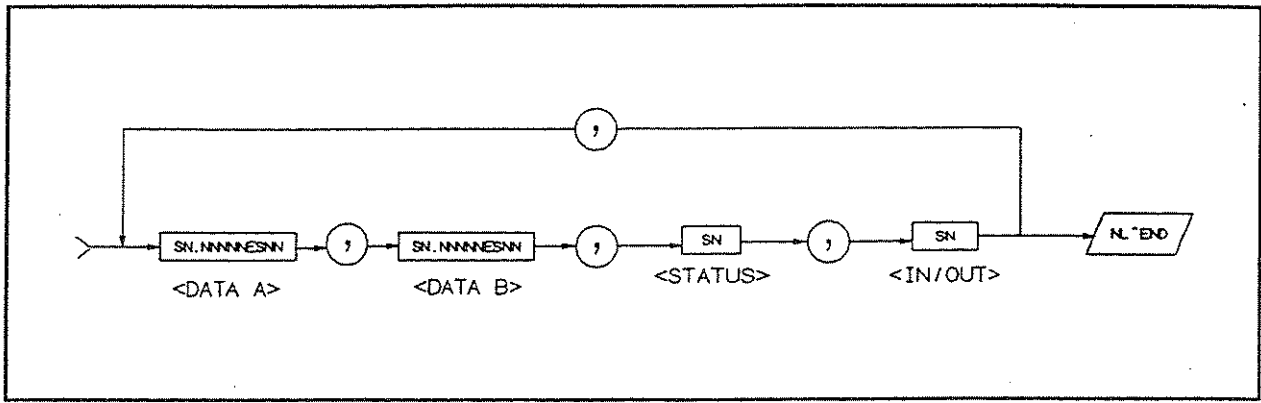 ,
SN.NNNNNESNN , SN.NNNNNESNN , SN , SN NL^END
<DATA A> <DATA B> <STATUS> <IN/OUT>